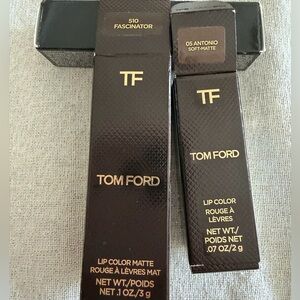 510
FASCINATOR
TF
TOM FORD
LIP COLOR MATTE
ROUGE À LÈVRES MAT
NET WT./POIDS
NET .1 OZ/3 g
05 ANTONIO
SOFT-MATTE
TF
TOM FORD
LIP COLOR
ROUGE À
LÈVRES
NET WT./
POIDS NET
.07 OZ/2 g